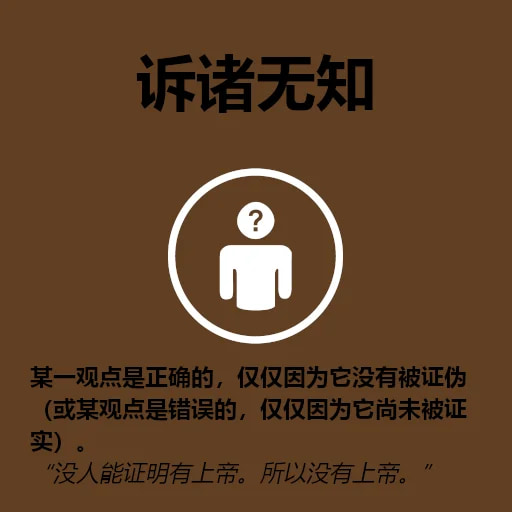 诉诸无知
?
某一观点是正确的，仅仅因为它没有被证伪
（或某观点是错误的，仅仅因为它尚未被证
实）。
“没人能证明有上帝。所以没有上帝。”